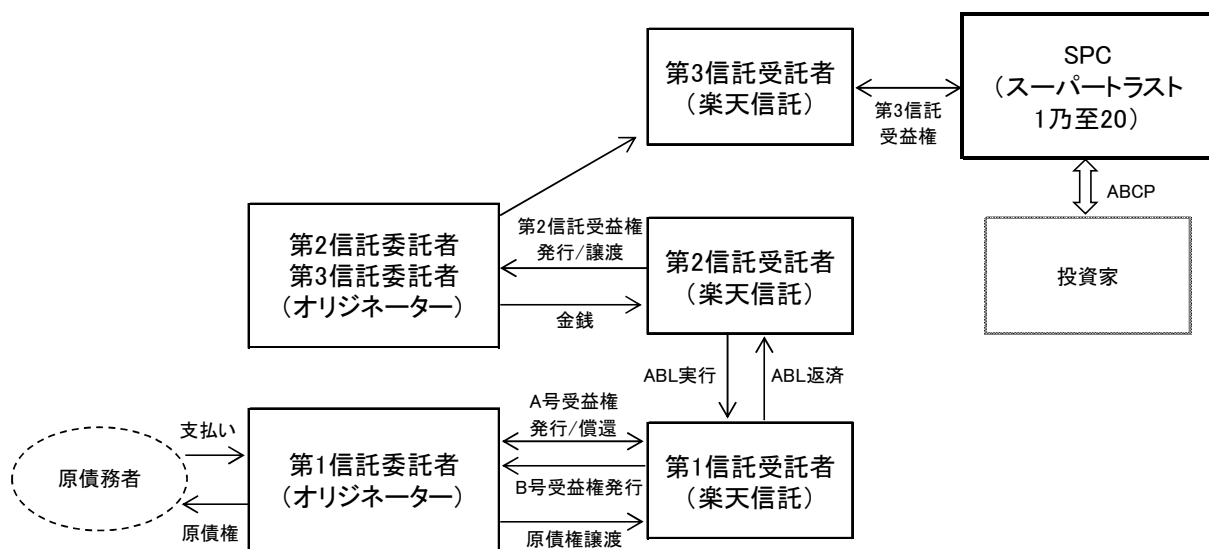 第3信託受託者
（楽天信託）
第3信託
受益権
SPC
（スーパートラスト
1乃至20）
ABCP
投資家
第2信託委託者
第3信託委託者
（オリジネーター）
第2信託受益権
発行/譲渡
金銭
第2信託受託者
（楽天信託）
ABL実行
ABL返済
原債務者
支払い
原債権
第1信託委託者
（オリジネーター）
A号受益権
発行/償還
B号受益権発行
原債権譲渡
第1信託受託者
（楽天信託）